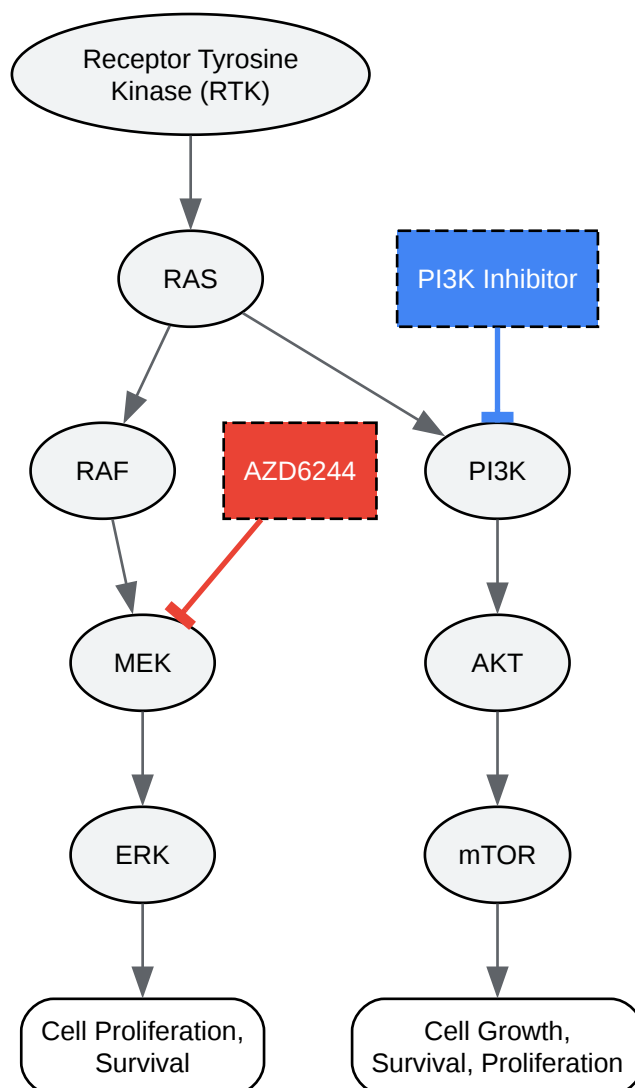 Receptor Tyrosine
Kinase (RTK)
RAS
PI3K Inhibitor
RAF
AZD6244
PI3K
MEK
AKT
ERK
mTOR
Cell Proliferation,
Survival
Cell Growth,
Survival, Proliferation